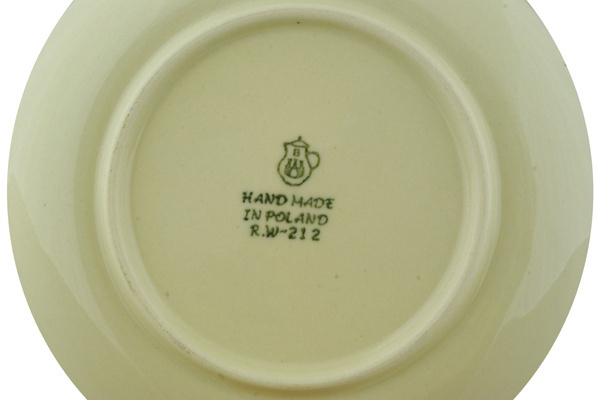 B
HAND MADE
IN POLAND
R.W-212